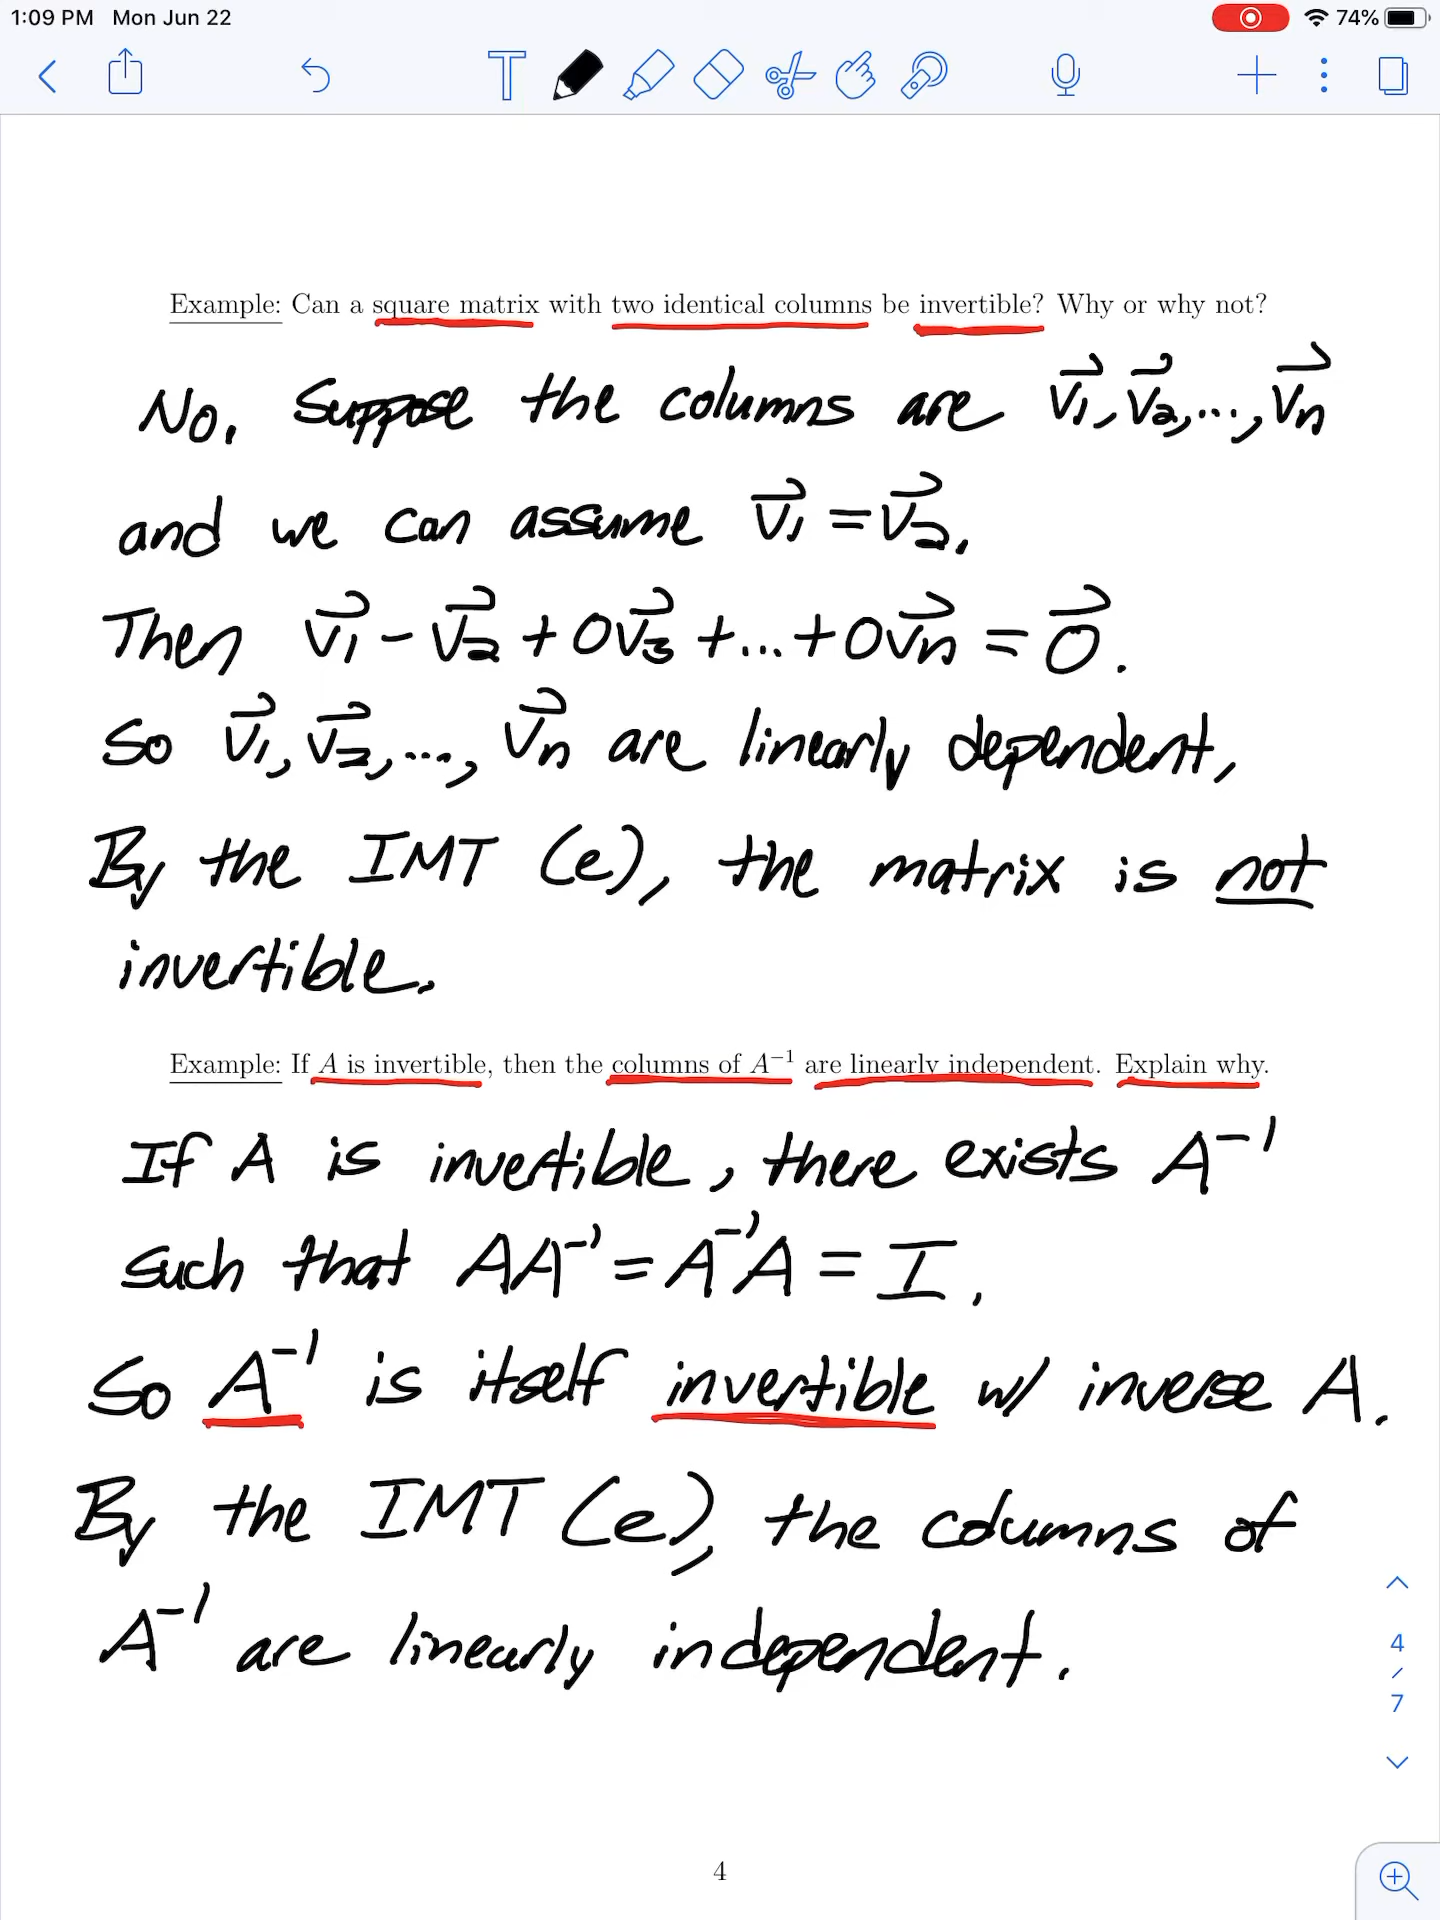 1:09 PM Mon Jun 22 74%
T
Example: Can a square matrix with two identical columns be invertible? Why or why not?
No. Suppose the columns are v⃗₁, v⃗₂, ..., v⃗ₙ
and we can assume v⃗₁ = v⃗₂.
Then v⃗₁ - v⃗₂ + 0v⃗₃ + ... + 0v⃗ₙ = 0⃗.
So v⃗₁, v⃗₂, ..., v⃗ₙ are linearly dependent,
By the IMT (e), the matrix is not
invertible.
Example: If A is invertible, then the columns of A⁻¹ are linearly independent. Explain why.
If A is invertible, there exists A⁻¹
such that AA⁻¹ = A⁻¹A = I.
So A⁻¹ is itself invertible w/ inverse A.
By the IMT (e), the columns of
A⁻¹ are linearly independent.
4
/
7
4